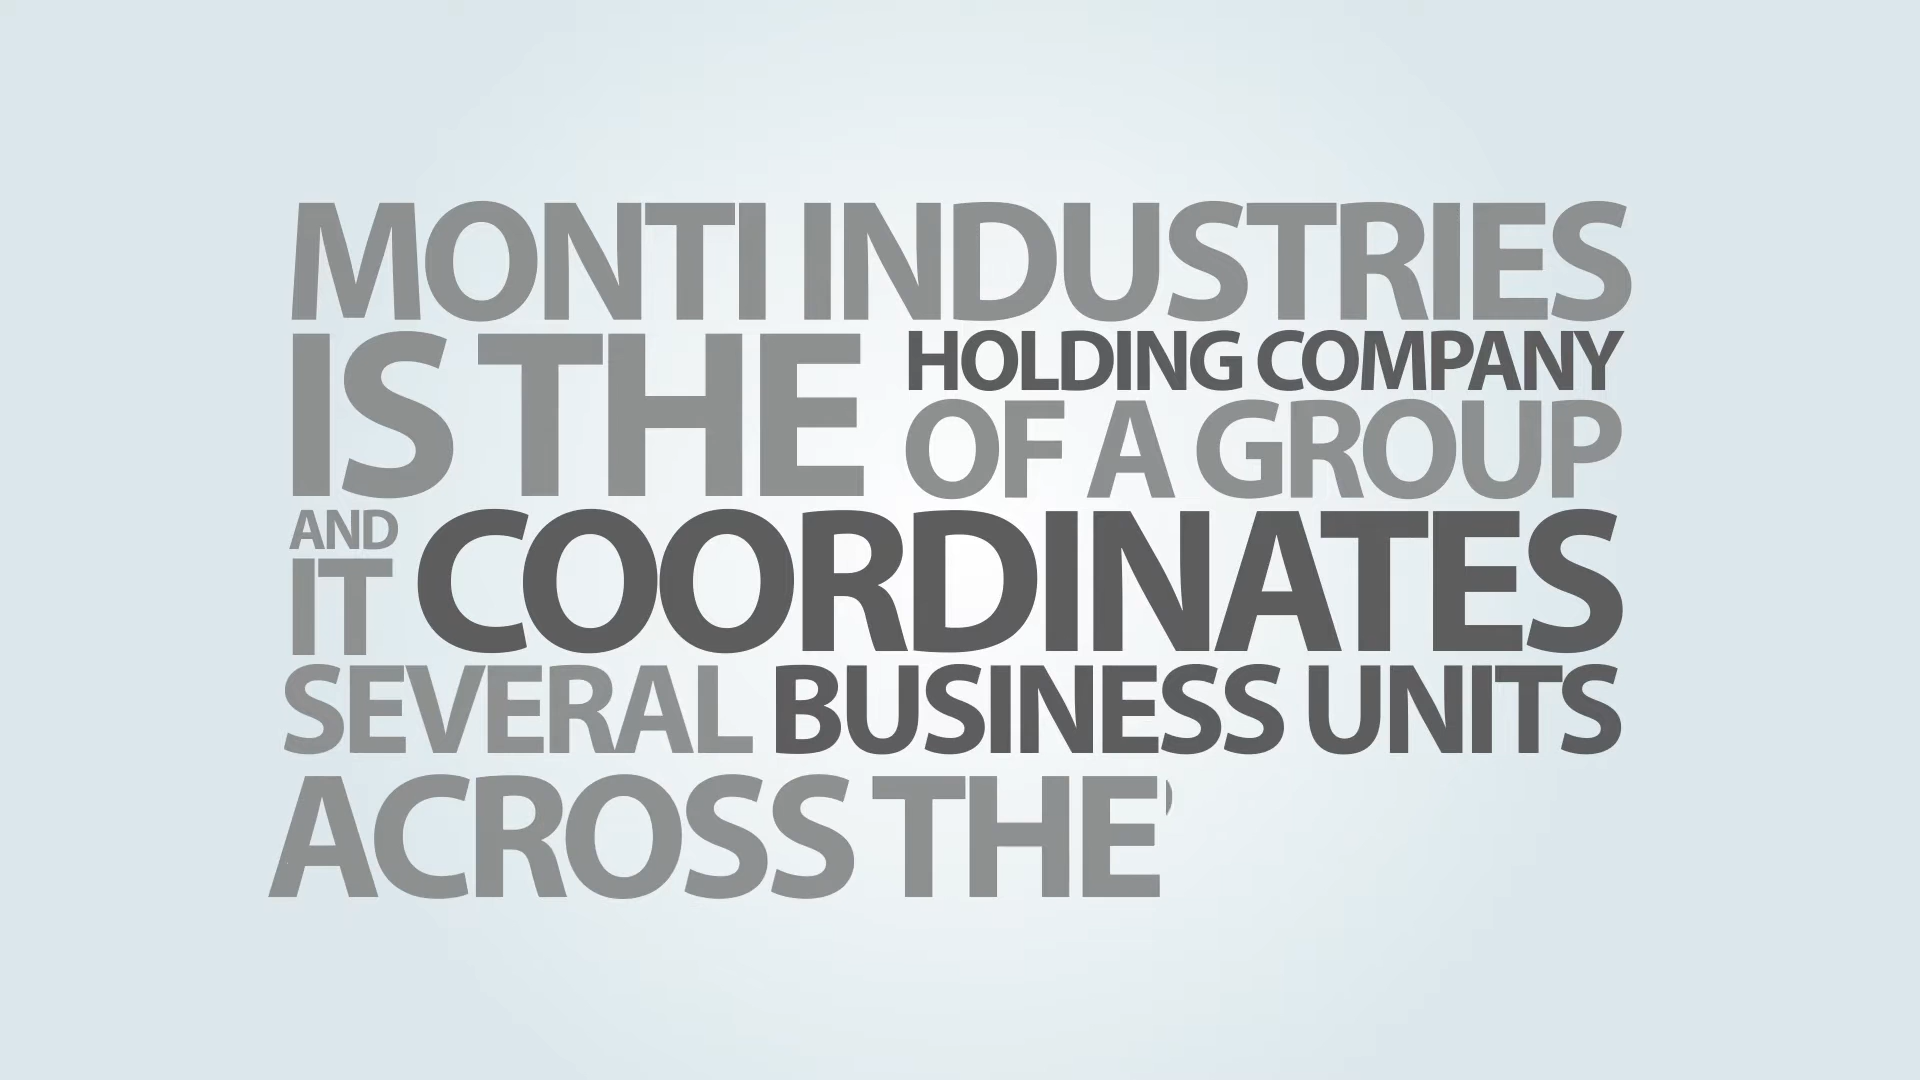 MONTI INDUSTRIES
IS THE
HOLDING COMPANY
OF A GROUP
AND
IT
COORDINATES
SEVERAL BUSINESS UNITS
ACROSS THE